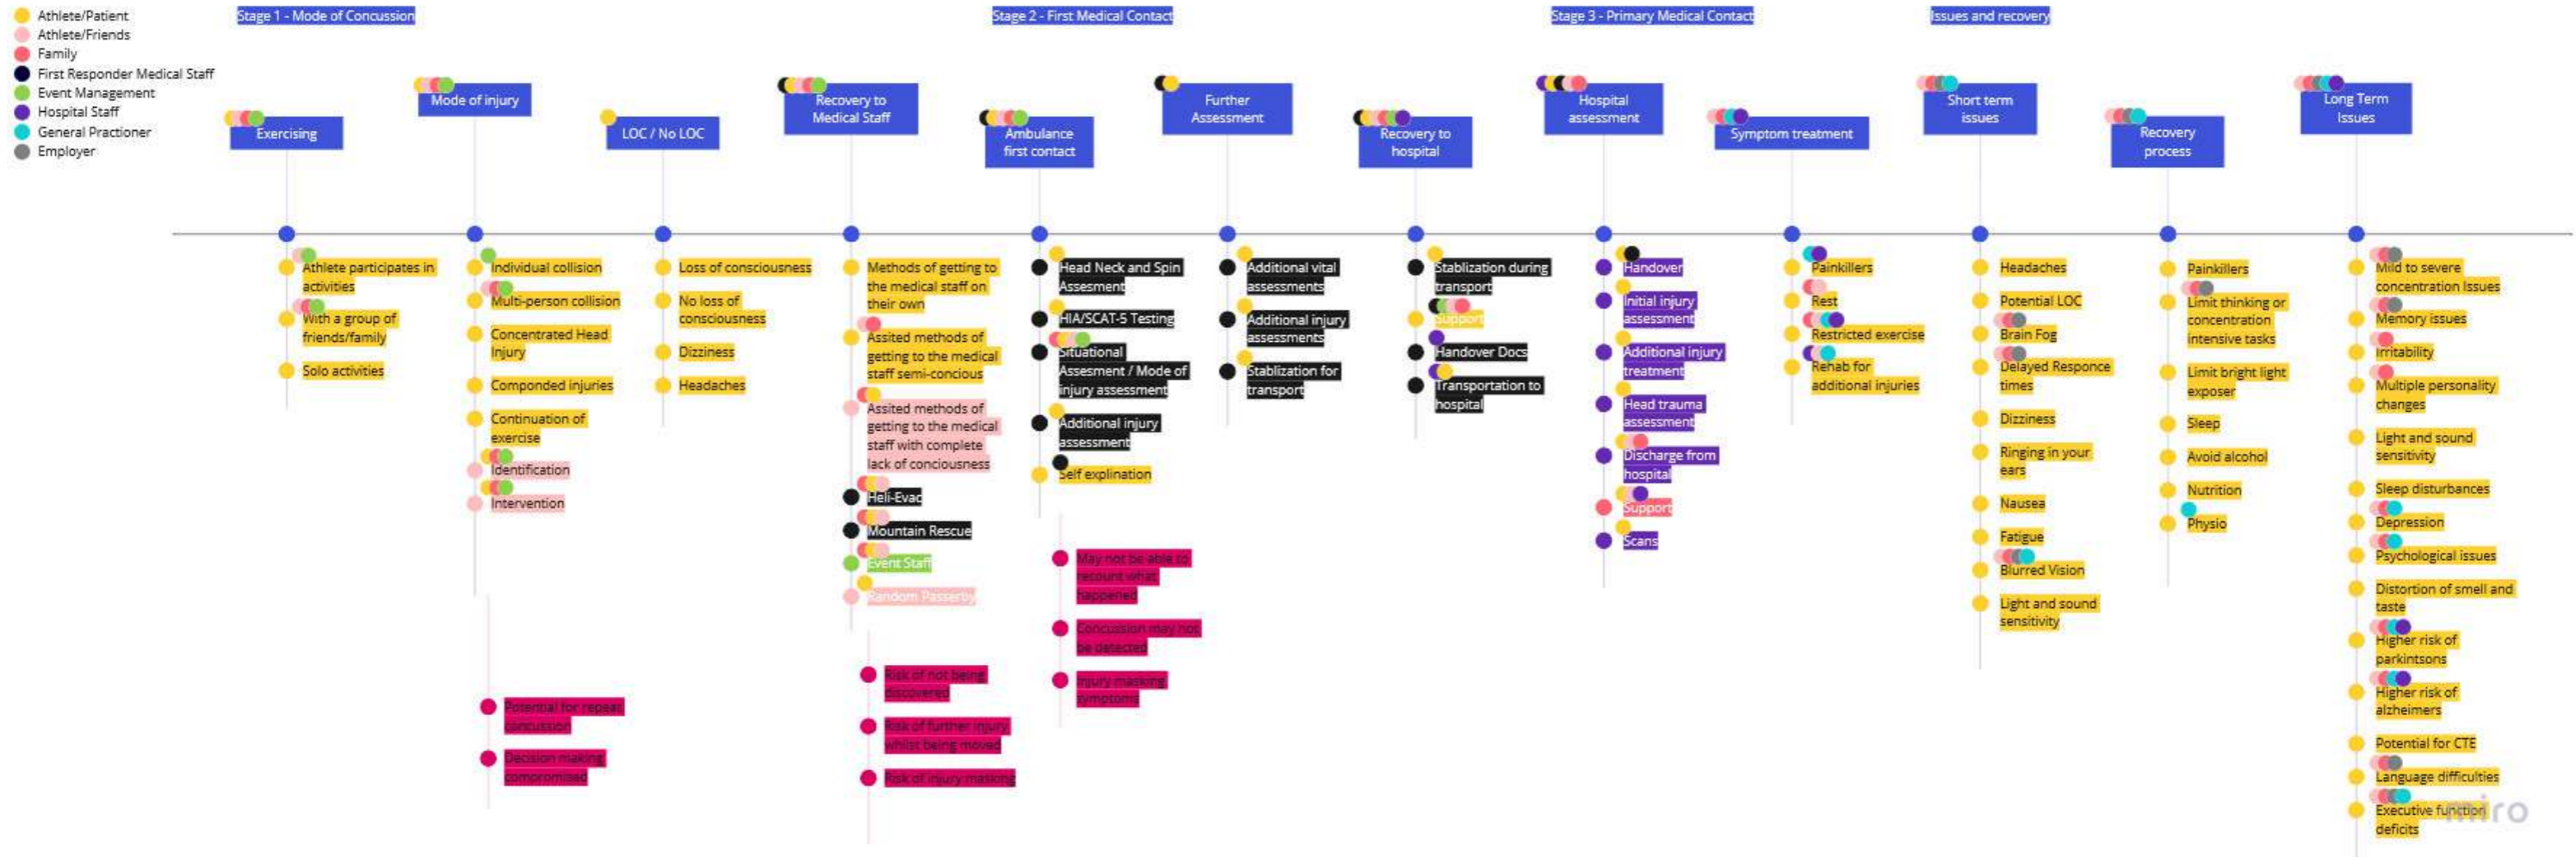 Athlete/Patient
Athlete/Friends
Family
First Responder Medical Staff
Event Management
Hospital Staff
General Practioner
Employer
Stage 1 - Mode of Concussion
Stage 2 - First Medical Contact
Stage 3 - Primary Medical Contact
Issues and recovery
Exercising
Mode of injury
LOC / No LOC
Recovery to
Medical Staff
Ambulance
first contact
Further
Assessment
Recovery to
hospital
Hospital
assessment
Symptom treatment
Short term
issues
Recovery
process
Long Term
Issues
Athlete participates in
activities
With a group of
friends/family
Solo activities
Individual collision
Multi-person collision
Concentrated Head
Injury
Componded injuries
Continuation of
exercise
Identification
Intervention
Potential for repeat
concussion
Decision making
compromised
Loss of consciousness
No loss of
consciousness
Dizziness
Headaches
Methods of getting to
the medical staff on
their own
Assited methods of
getting to the medical
staff semi-concious
Assited methods of
getting to the medical
staff with complete
lack of conciousness
Heli-Evac
Mountain Rescue
Event Staff
Random Passerby
Risk of not being
discovered
Risk of further injury
whilst being moved
Risk of injury masking
Head Neck and Spin
Assesment
HIA/SCAT-5 Testing
Situational
Assesment / Mode of
injury assessment
Additional injury
assessment
Self explination
May not be able to
recount what
happened
Concussion may not
be detected
Injury masking
symptoms
Additional vital
assessments
Additional injury
assessments
Stablization for
transport
Stablization during
transport
Support
Handover Docs
Transportation to
hospital
Handover
Initial injury
assessment
Additional injury
treatment
Head trauma
assessment
Discharge from
hospital
Support
Scans
Painkillers
Rest
Restricted exercise
Rehab for
additional injuries
Headaches
Potential LOC
Brain Fog
Delayed Responce
times
Dizziness
Ringing in your
ears
Nausea
Fatigue
Blurred Vision
Light and sound
sensitivity
Painkillers
Limit thinking or
concentration
intensive tasks
Limit bright light
exposer
Sleep
Avoid alcohol
Nutrition
Physio
Mild to severe
concentration Issues
Memory issues
Irritability
Multiple personality
changes
Light and sound
sensitivity
Sleep disturbances
Depression
Psychological issues
Distortion of smell and
taste
Higher risk of
parkintsons
Higher risk of
alzheimers
Potential for CTE
Language difficulties
Executive function
deficits
miro